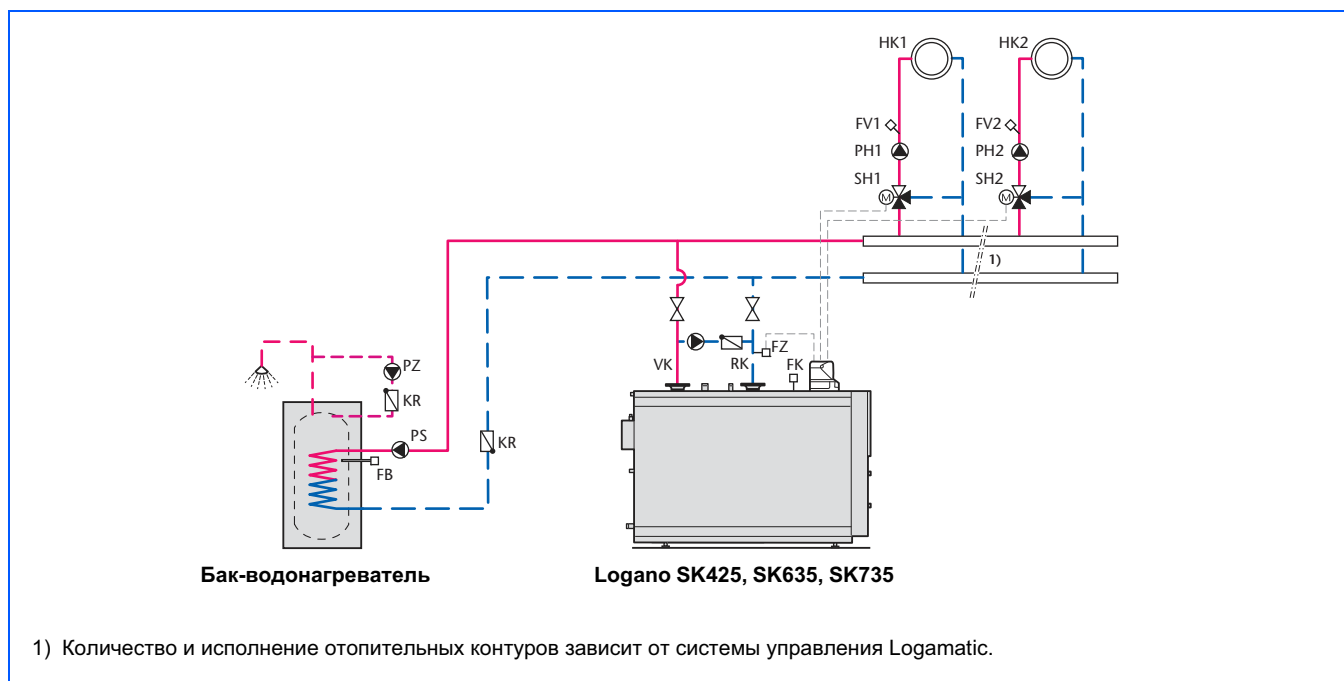 HK1
HK2
FV1
FV2
PH1
PH2
SH1
SH2
M
M
1)
PZ
KR
PS
FB
KR
VK
RK
FZ
FK
Бак-водонагреватель
Logano SK425, SK635, SK735
1) Количество и исполнение отопительных контуров зависит от системы управления Logamatic.